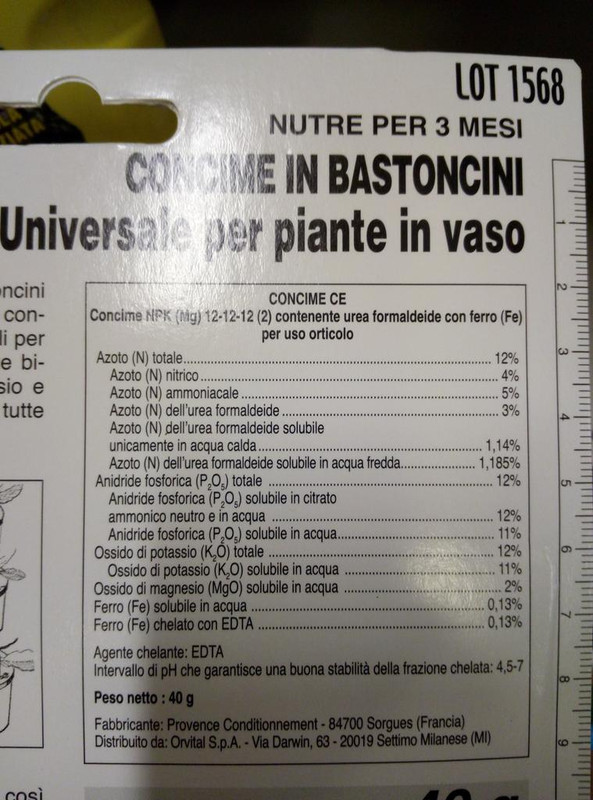 LOT 1568
NUTRE PER 3 MESI
CONCIME IN BASTONCINI
Universale per piante in vaso
CONCIME CE
Concime NPK (Mg) 12-12-12 (2) contenente urea formaldeide con ferro (Fe)
per uso orticolo
Azoto (N) totale 12%
Azoto (N) nitrico 4%
Azoto (N) ammoniacale 5%
Azoto (N) dell'urea formaldeide 3%
Azoto (N) dell'urea formaldeide solubile
unicamente in acqua calda 1,14%
Azoto (N) dell'urea formaldeide solubile in acqua fredda 1,185%
Anidride fosforica (P₂O₅) totale 12%
Anidride fosforica (P₂O₅) solubile in citrato
ammonico neutro e in acqua 12%
Anidride fosforica (P₂O₅) solubile in acqua 11%
Ossido di potassio (K₂O) totale 12%
Ossido di potassio (K₂O) solubile in acqua 11%
Ossido di magnesio (MgO) solubile in acqua 2%
Ferro (Fe) solubile in acqua 0,13%
Ferro (Fe) chelato con EDTA 0,13%
Agente chelante: EDTA
Intervallo di pH che garantisce una buona stabilità della frazione chelata: 4,5-7
Peso netto : 40 g
Fabbricante: Provence Conditionnement - 84700 Sorgues (Francia)
Distribuito da: Orvital S.p.A. - Via Darwin, 63 - 20019 Settimo Milanese (MI)
oncini
con-
li per
e bi-
sio e
tutte
così
40 g
1
2
3
4
5
6
7
8
9